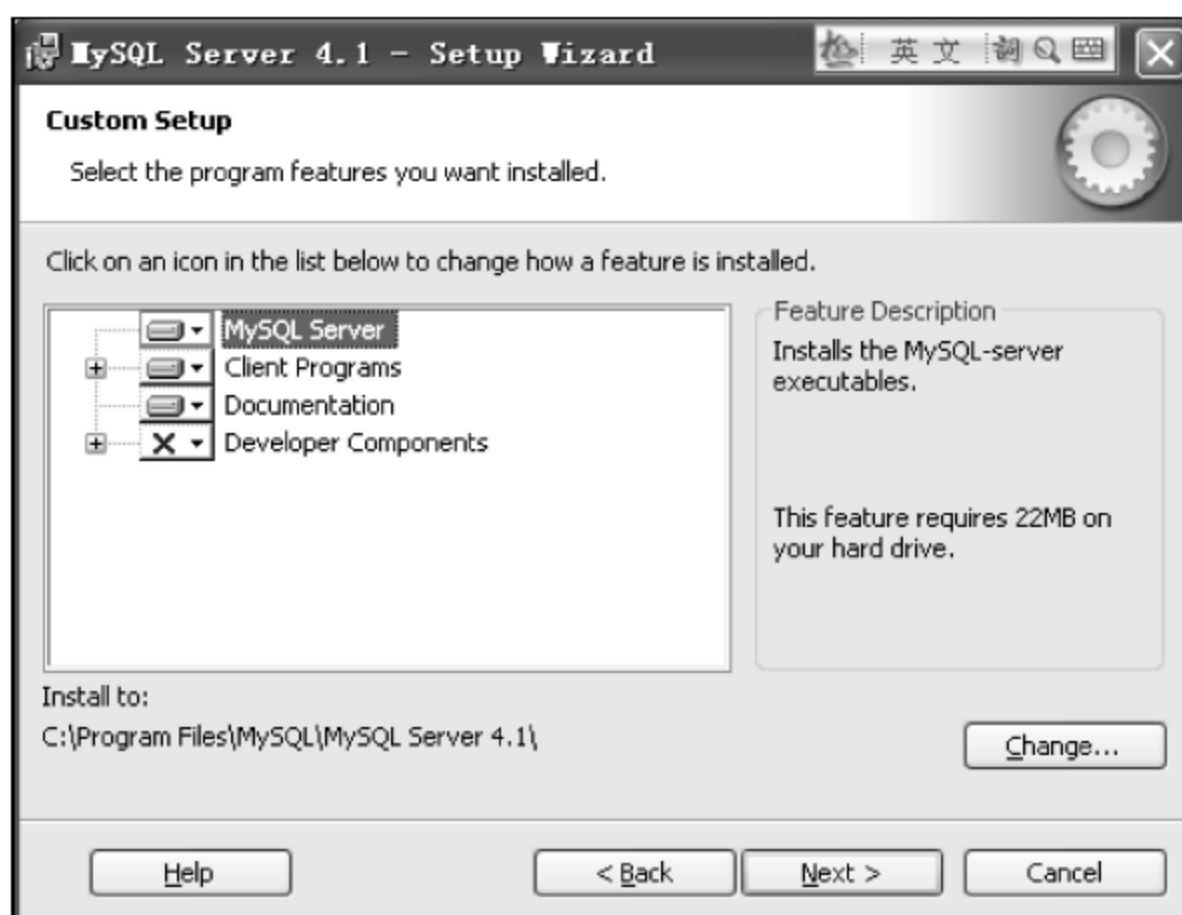 MySQL Server 4.1 - Setup Wizard
英文 词
Custom Setup
Select the program features you want installed.
Click on an icon in the list below to change how a feature is installed.
MySQL Server
Client Programs
Documentation
Developer Components
Feature Description
Installs the MySQL-server
executables.
This feature requires 22MB on
your hard drive.
Install to:
C:\Program Files\MySQL\MySQL Server 4.1\
Change...
Help
< Back
Next >
Cancel